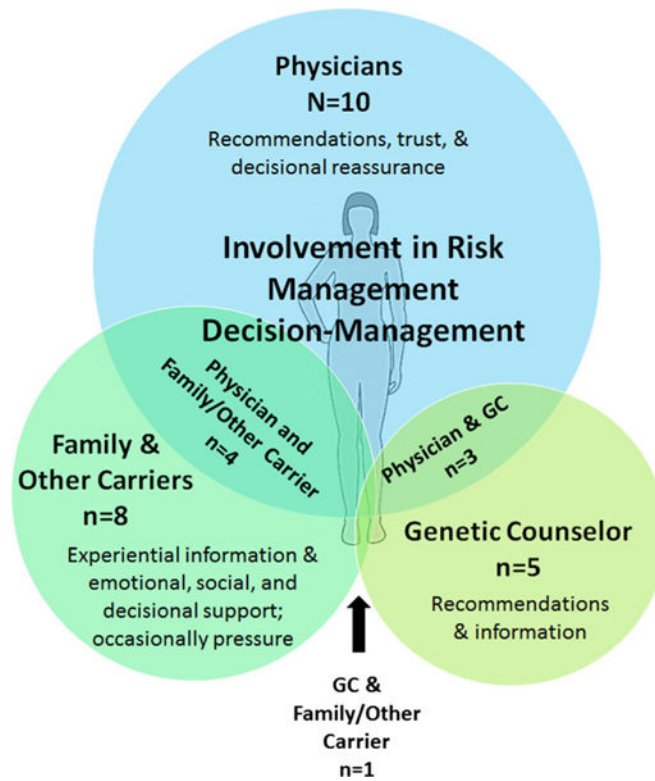 Physicians
N=10
Recommendations, trust, &
decisional reassurance
Involvement in Risk
Management
Decision-Management
Physician and
Family/Other Carrier
n=4
Physician & GC
n=3
Family &
Other Carriers
n=8
Experiential information &
emotional, social, and
decisional support;
occasionally pressure
Genetic Counselor
n=5
Recommendations
& information
GC &
Family/Other
Carrier
n=1